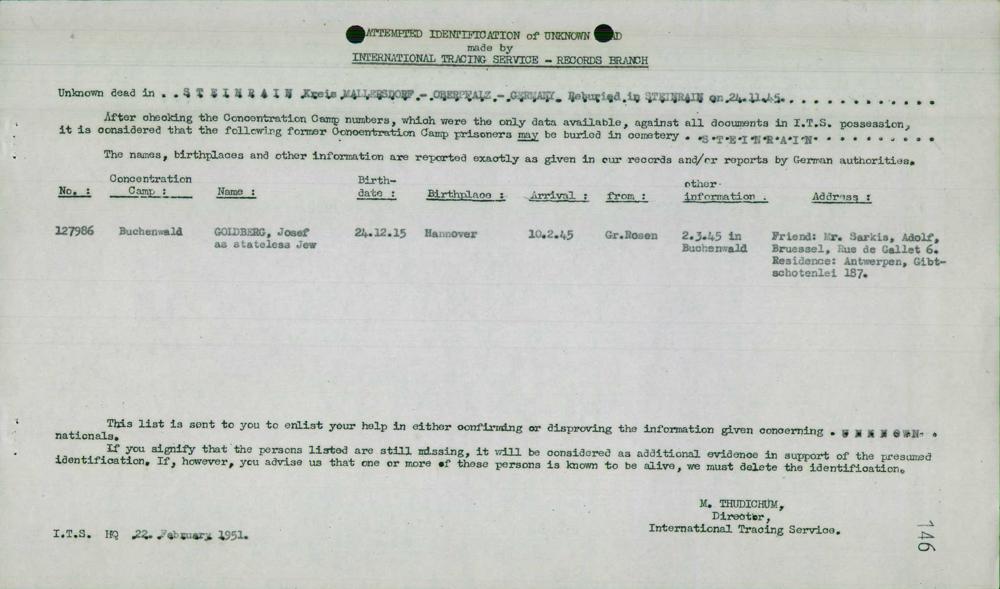 ATTEMPTED IDENTIFICATION of UNKNOWN
made by
INTERNATIONAL TRACING SERVICE - RECORDS BRANCH
Unknown dead in . . S T E I N R A I N Kreis MALLERSDORF - OBERPFALZ - GERMANY. Reburied in STEINRAIN on 24.11.45. . . . . . . . . . . . .
After checking the Concentration Camp numbers, which were the only data available, against all documents in I.T.S. possession,
it is considered that the following former Concentration Camp prisoners may be buried in cemetery . S.T.E.I.N.R.A.I.N. . . . . . . . . .
The names, birthplaces and other information are reported exactly as given in our records and/or reports by German authorities.
No. : Concentration Camp : Name : Birth-date : Birthplace : Arrival : from : other information . Address :
127986 Buchenwald GOLDBERG, Josef 24.12.15 Hannover 10.2.45 Gr.Rosen 2.3.45 in Friend: Mr. Sarkis, Adolf,
as stateless Jew Buchenwald Bruessel, Rue de Gallet 6.
Residence: Antwerpen, Gibt-
schotenlei 187.
This list is sent to you to enlist your help in either confirming or disproving the information given concerning . U N K N O W N .
nationals.
If you signify that the persons listed are still missing, it will be considered as additional evidence in support of the presumed
identification. If, however, you advise us that one or more of these persons is known to be alive, we must delete the identification.
M. THUDICHUM,
Director,
International Tracing Service.
I.T.S. HQ 22. February 1951.
146